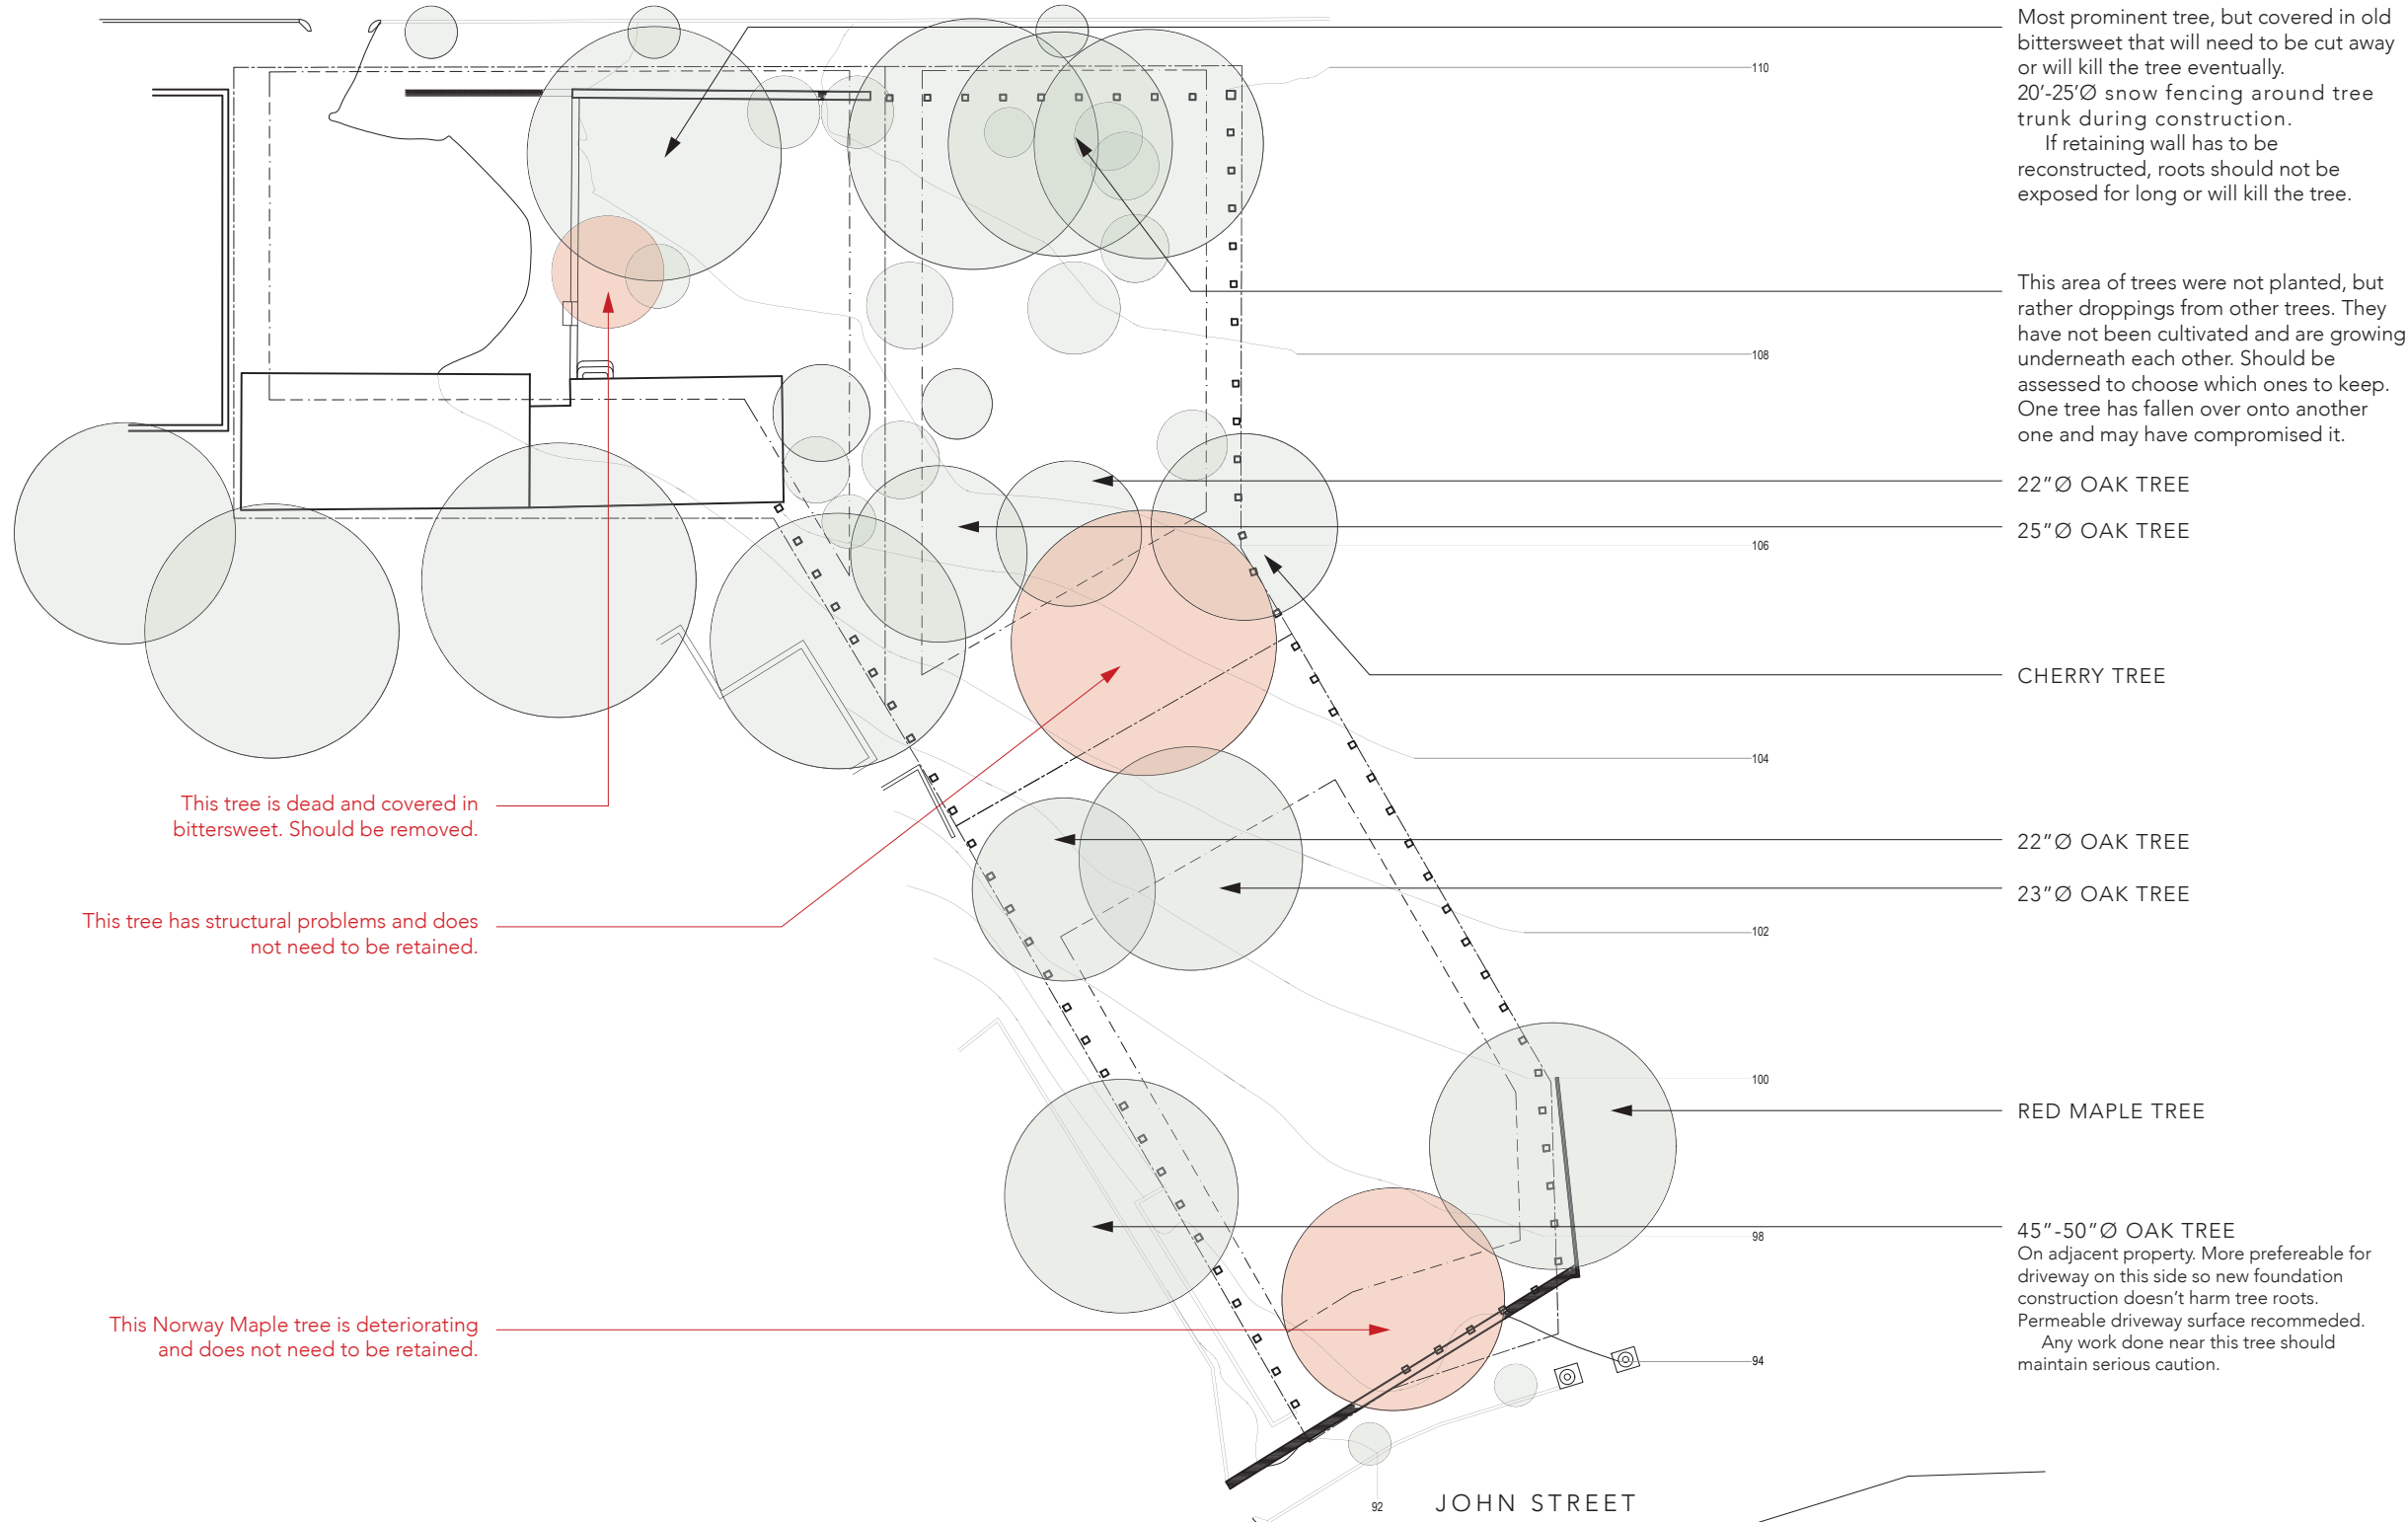 Most prominent tree, but covered in old
bittersweet that will need to be cut away
or will kill the tree eventually.
20'-25'Ø snow fencing around tree
trunk during construction.
If retaining wall has to be
reconstructed, roots should not be
exposed for long or will kill the tree.
110
This area of trees were not planted, but
rather droppings from other trees. They
have not been cultivated and are growing
underneath each other. Should be
assessed to choose which ones to keep.
One tree has fallen over onto another
one and may have compromised it.
108
22"Ø OAK TREE
25"Ø OAK TREE
106
CHERRY TREE
104
This tree is dead and covered in
bittersweet. Should be removed.
22"Ø OAK TREE
23"Ø OAK TREE
This tree has structural problems and does
not need to be retained.
102
100
RED MAPLE TREE
45"-50"Ø OAK TREE
On adjacent property. More prefereable for
driveway on this side so new foundation
construction doesn't harm tree roots.
Permeable driveway surface recommeded.
Any work done near this tree should
maintain serious caution.
98
This Norway Maple tree is deteriorating
and does not need to be retained.
94
92
JOHN STREET